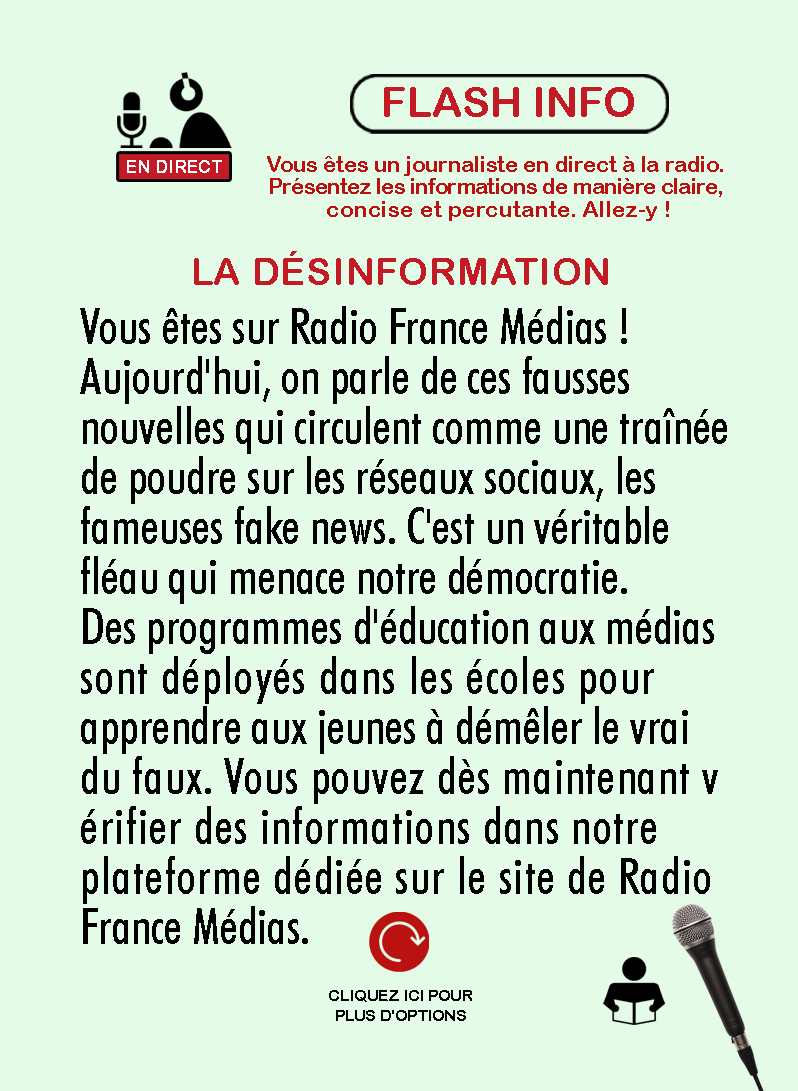 FLASH INFO
EN DIRECT
Vous êtes un journaliste en direct à la radio.
Présentez les informations de manière claire,
concise et percutante. Allez-y !
LA DÉSINFORMATION
Vous êtes sur Radio France Médias !
Aujourd'hui, on parle de ces fausses
nouvelles qui circulent comme une traînée
de poudre sur les réseaux sociaux, les
fameuses fake news. C'est un véritable
fléau qui menace notre démocratie.
Des programmes d'éducation aux médias
sont déployés dans les écoles pour
apprendre aux jeunes à démêler le vrai
du faux. Vous pouvez dès maintenant v
érifier des informations dans notre
plateforme dédiée sur le site de Radio
France Médias.
CLIQUEZ ICI POUR
PLUS D'OPTIONS